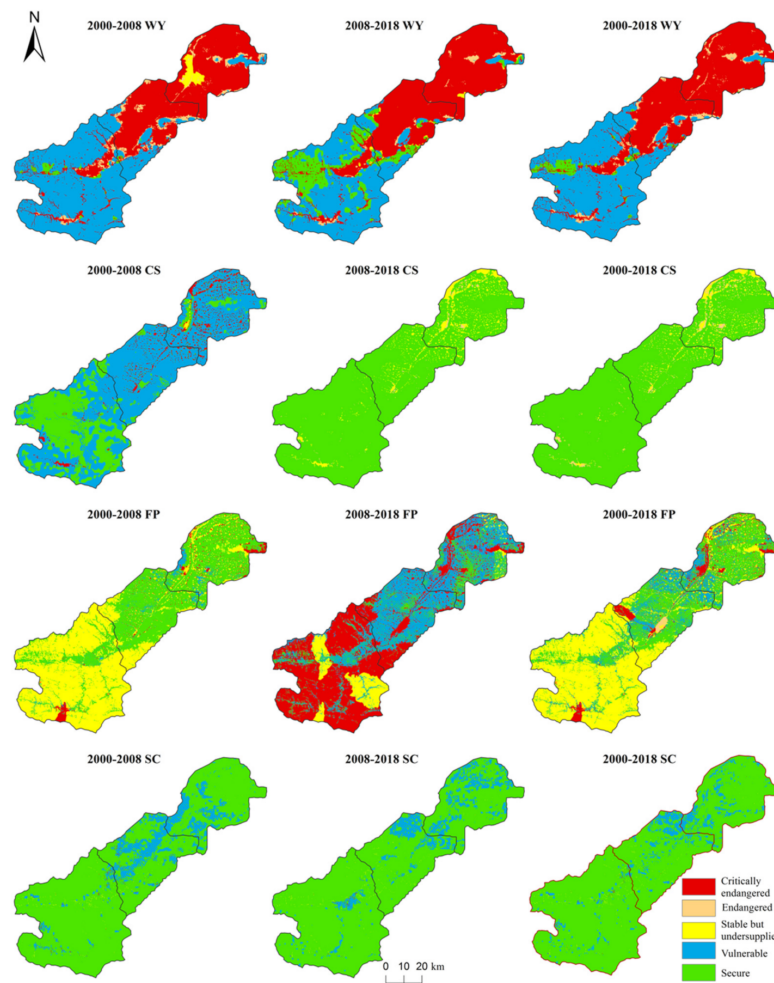 N
2000-2008 WY
2008-2018 WY
2000-2018 WY
2000-2008 CS
2008-2018 CS
2000-2018 CS
2000-2008 FP
2008-2018 FP
2000-2018 FP
2000-2008 SC
2008-2018 SC
2000-2018 SC
Critically
endangered
Endangered
Stable but
undersupplie
Vulnerable
Secure
0 10 20 km